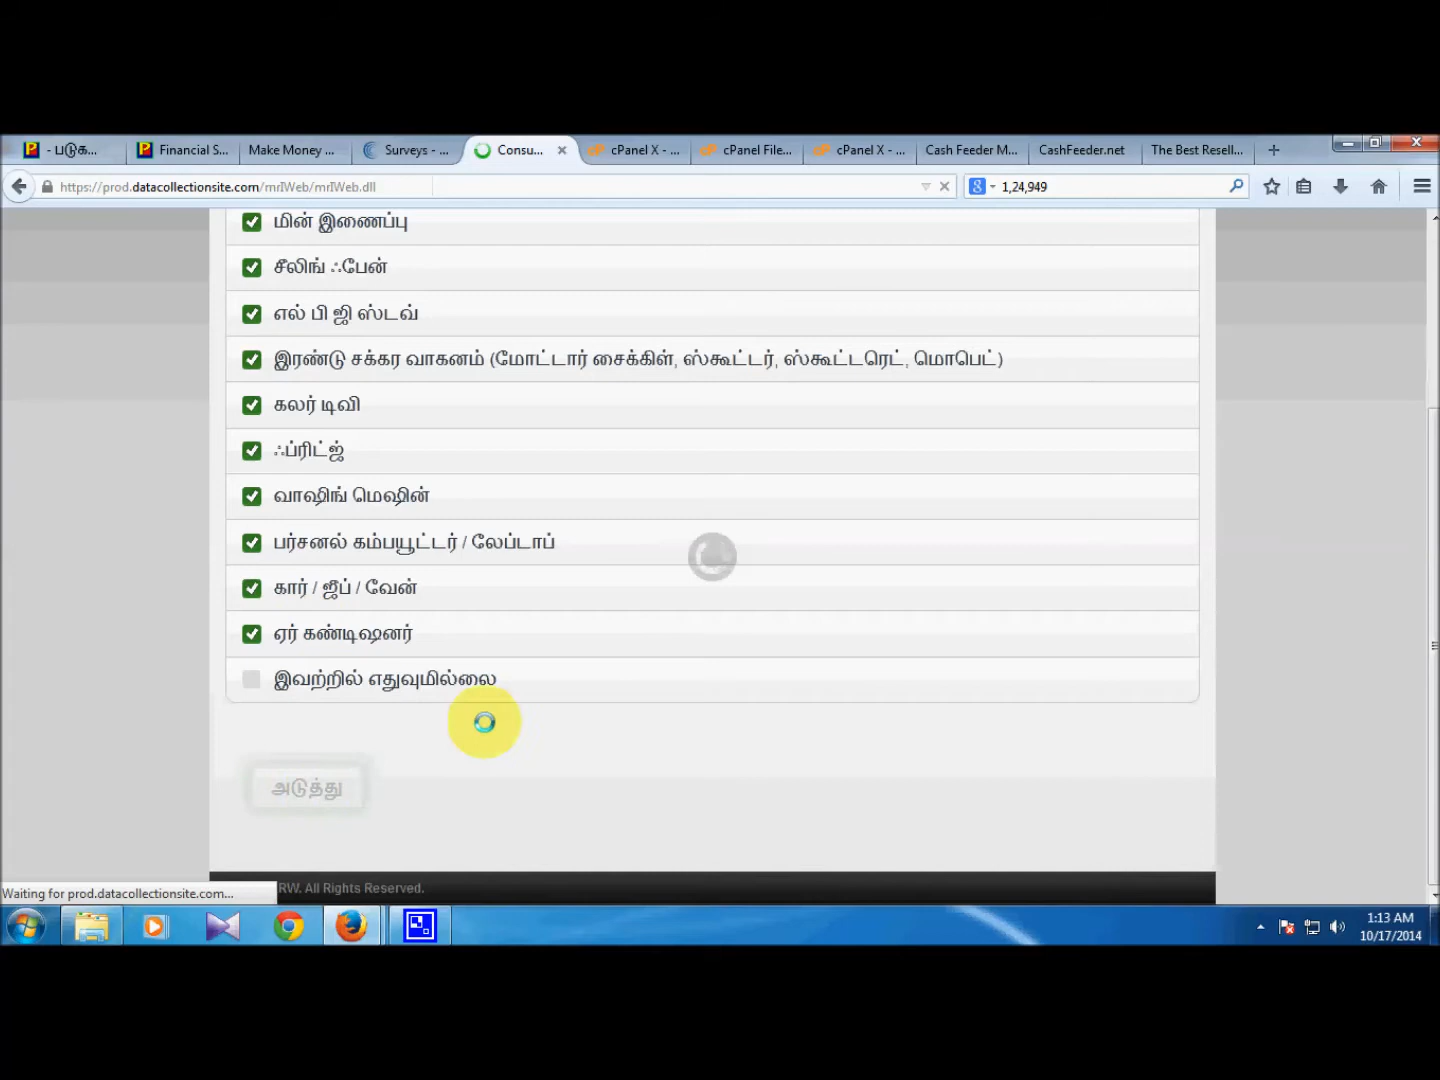 - படுக...
Financial S...
Make Money ...
Surveys - ...
Consu...
cPanel X - ...
cPanel File...
cPanel X - ...
Cash Feeder M...
CashFeeder.net
The Best Resell...
https://prod.datacollectionsite.com/mrIWeb/mrIWeb.dll
1,24,949
மின் இணைப்பு
சீலிங் ஃபேன்
எல் பி ஜி ஸ்டவ்
இரண்டு சக்கர வாகனம் (மோட்டார் சைக்கிள், ஸ்கூட்டர், ஸ்கூட்டரெட், மொபெட்)
கலர் டிவி
ஃப்ரிட்ஜ்
வாஷிங் மெஷின்
பர்சனல் கம்பயூட்டர் / லேப்டாப்
கார் / ஜீப் / வேன்
ஏர் கண்டிஷனர்
இவற்றில் எதுவுமில்லை
அடுத்து
RW. All Rights Reserved.
Waiting for prod.datacollectionsite.com...
1:13 AM
10/17/2014